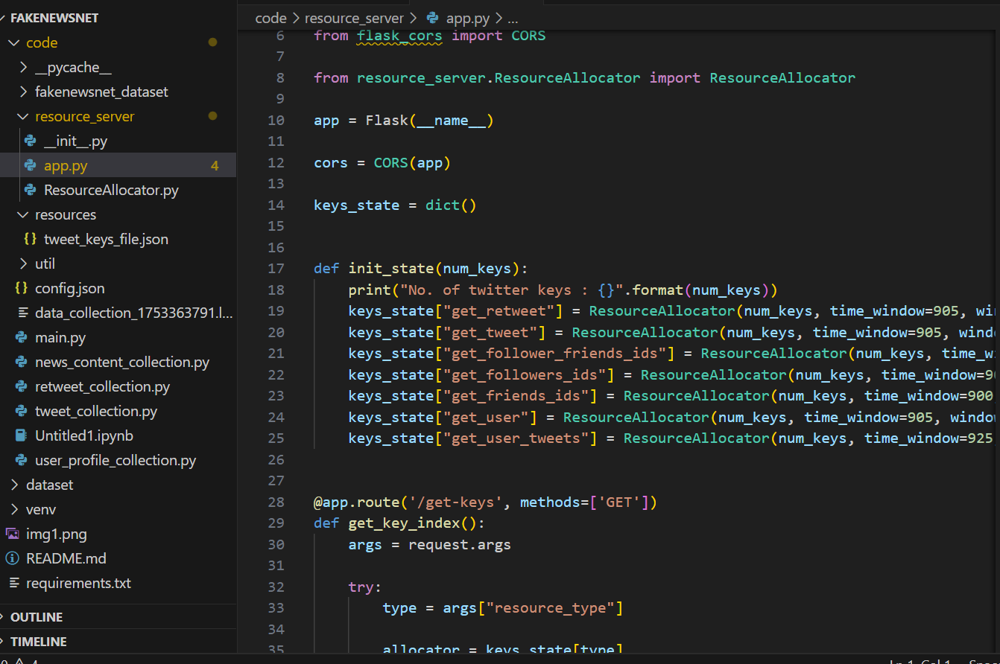 FAKENEWSNET
code
__pycache__
fakenewsnet_dataset
resource_server
__init__.py
app.py 4
ResourceAllocator.py
resources
{} tweet_keys_file.json
util
{} config.json
data_collection_1753363791.l...
main.py
news_content_collection.py
retweet_collection.py
tweet_collection.py
Untitled1.ipynb
user_profile_collection.py
dataset
venv
img1.png
README.md
requirements.txt
OUTLINE
TIMELINE
code > resource_server > app.py > ...
6 from flask_cors import CORS
7
8 from resource_server.ResourceAllocator import ResourceAllocator
9
10 app = Flask(__name__)
11
12 cors = CORS(app)
13
14 keys_state = dict()
15
16
17 def init_state(num_keys):
18 print("No. of twitter keys : {}".format(num_keys))
19 keys_state["get_retweet"] = ResourceAllocator(num_keys, time_window=905, win
20 keys_state["get_tweet"] = ResourceAllocator(num_keys, time_window=905, wind
21 keys_state["get_follower_friends_ids"] = ResourceAllocator(num_keys, time_w
22 keys_state["get_followers_ids"] = ResourceAllocator(num_keys, time_window=90
23 keys_state["get_friends_ids"] = ResourceAllocator(num_keys, time_window=900
24 keys_state["get_user"] = ResourceAllocator(num_keys, time_window=905, window
25 keys_state["get_user_tweets"] = ResourceAllocator(num_keys, time_window=925
26
27
28 @app.route('/get-keys', methods=['GET'])
29 def get_key_index():
30 args = request.args
31
32 try:
33 type = args["resource_type"]
34
35 allocator = keys_state[type]